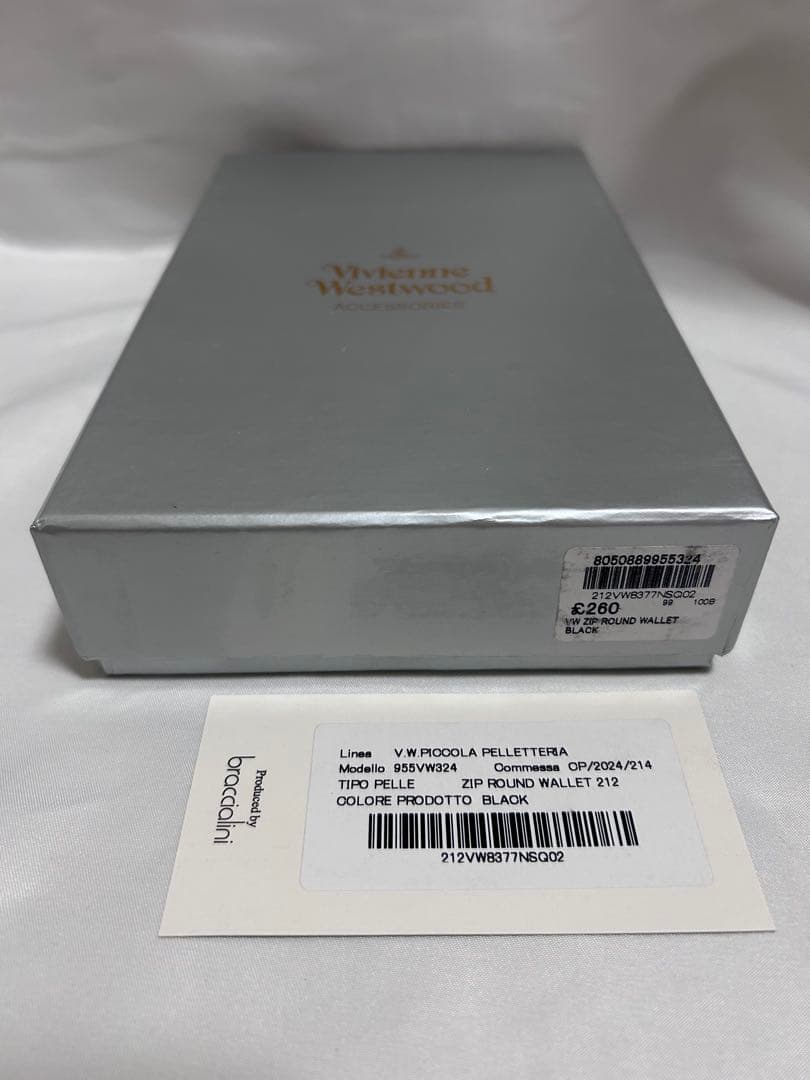 Vivienne
Westwood
ACCESSORIES
8050889955324
212VW8377NSQ02
£260 99 100B
VW ZIP ROUND WALLET
BLACK
Produced by
braccialini
Linea V.W.PICCOLA PELLETTERIA
Modello 955VW324 Commessa OP/2024/214
TIPO PELLE ZIP ROUND WALLET 212
COLORE PRODOTTO BLACK
212VW8377NSQ02